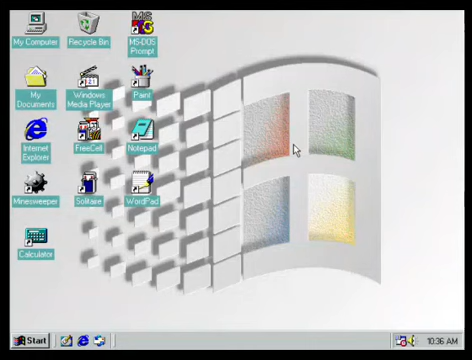 My Computer
Recycle Bin
MS-DOS
Prompt
My
Documents
Windows
Media Player
Paint
Internet
Explorer
FreeCell
Notepad
Minesweeper
Solitaire
WordPad
Calculator
Start
10:36 AM